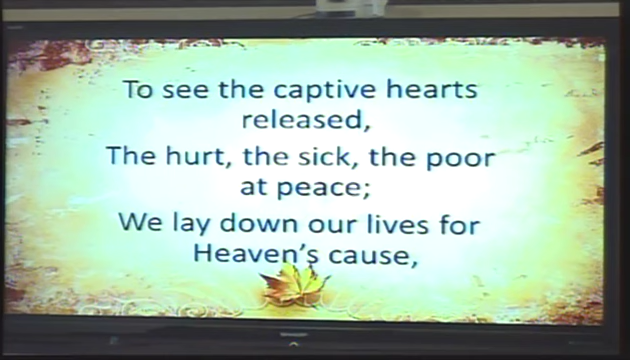 To see the captive hearts
released,
The hurt, the sick, the poor
at peace;
We lay down our lives for
Heaven's cause,